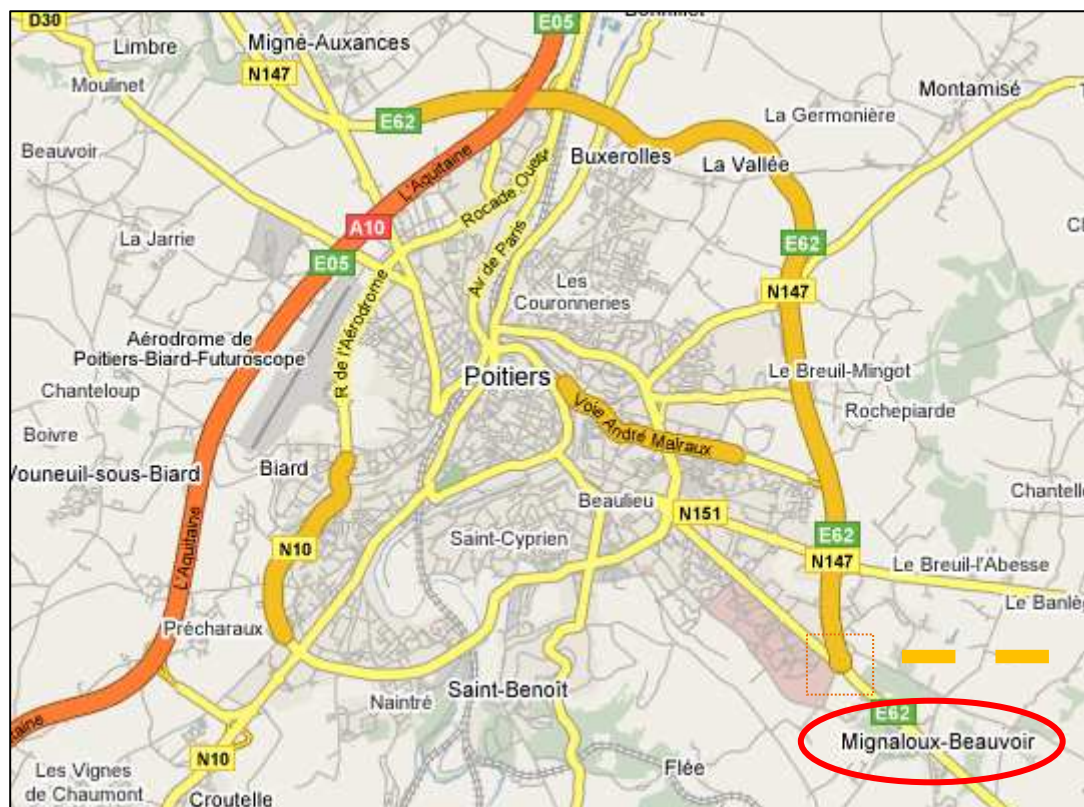 D30
Limbre
Migné-Auxances
E05
N147
Moulinet
Montamisé
La Germonière
E62
Beauvoir
Buxerolles
La Vallée
L'Aquitaine
Rocade Ouest
A10
La Jarrie
E05
Av de Paris
E62
N147
Les
Couronneries
R de l'Aérodrome
Aérodrome de
Poitiers-Biard-Futuroscope
Chanteloup
Poitiers
Le Breuil-Mingot
Rochepiarde
Voie André Malraux
Boivre
Biard
Vouneuil-sous-Biard
Beaulieu
N151
L'Aquitaine
N10
Saint-Cyprien
E62
N147
Le Breuil-l'Abesse
Précharaux
Naintré
Saint-Benoît
E62
Mignaloux-Beauvoir
N10
Flée
Les Vignes
de Chaumont
Croutelle